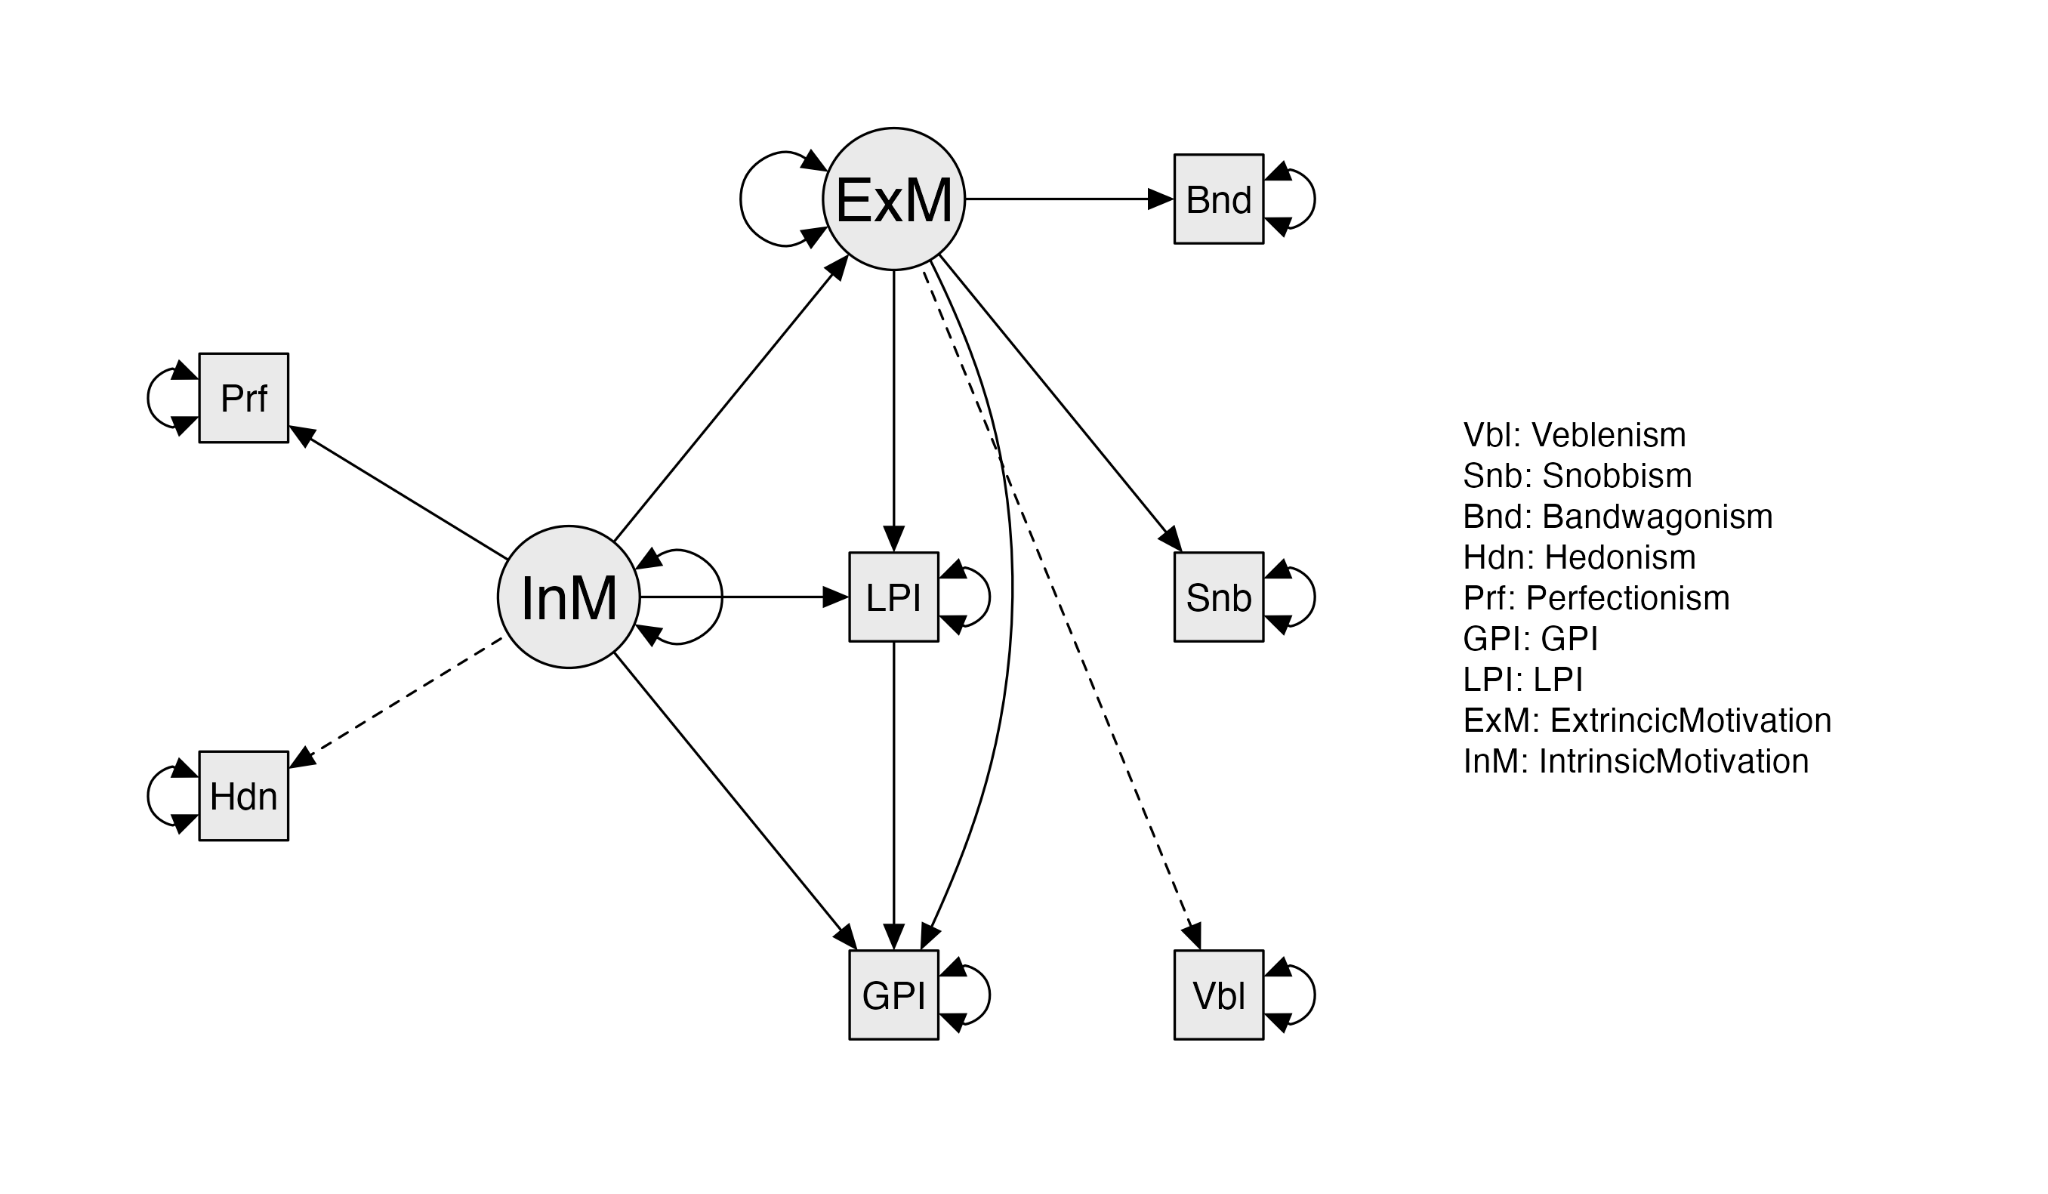 ExM
Bnd
Prf
InM
LPI
Snb
Hdn
GPI
Vbl
Vbl: Veblenism
Snb: Snobbism
Bnd: Bandwagonism
Hdn: Hedonism
Prf: Perfectionism
GPI: GPI
LPI: LPI
ExM: ExtrincicMotivation
InM: IntrinsicMotivation